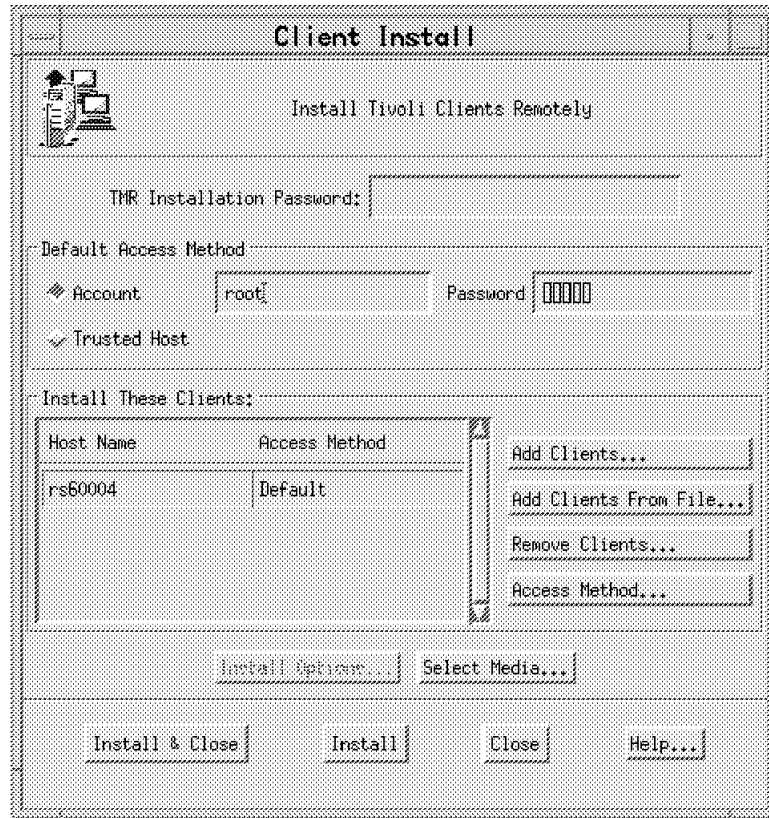 Client Install
Install Tivoli Clients Remotely
TMR Installation Password:
Default Access Method
Account root Password
Trusted Host
Install These Clients:
Host Name Access Method
rs60004 Default
Add Clients...
Add Clients From File...
Remove Clients...
Access Method...
Install Options... Select Media...
Install & Close Install Close Help...